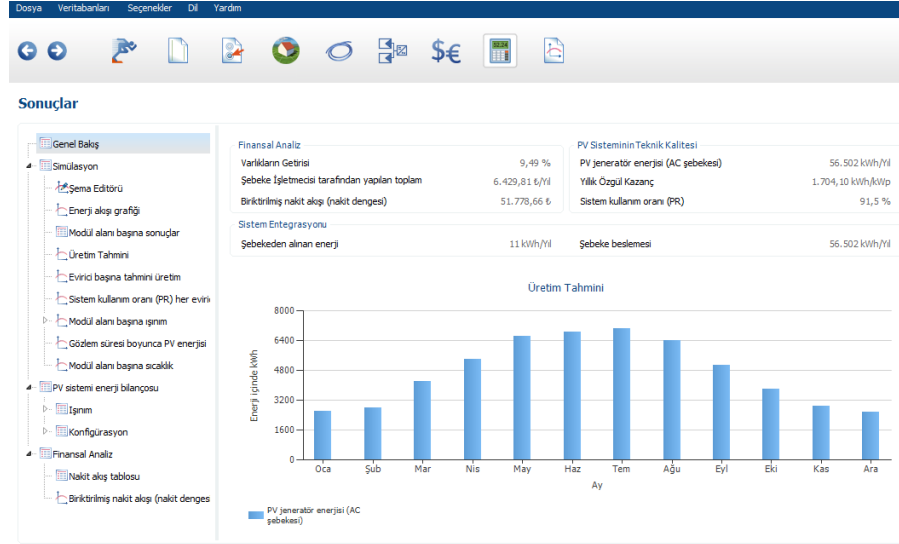 Dosya Veritabanları Seçenekler Dil Yardım
32,24
$€
Sonuçlar
Genel Bakış
Simülasyon
Şema Editörü
Enerji akışı grafiği
Modül alanı başına sonuçlar
Üretim Tahmini
Evirici başına tahmini üretim
Sistem kullanım oranı (PR) her eviri
Modül alanı başına ışınım
Gözlem süresi boyunca PV enerjisi
Modül alanı başına sıcaklık
PV sistemi enerji bilançosu
Işınım
Konfigürasyon
Finansal Analiz
Nakit akış tablosu
Biriktirilmiş nakit akışı (nakit denges
Finansal Analiz
Varlıkların Getirisi 9,49 %
Şebeke İşletmecisi tarafından yapılan toplam 6.429,81 ₺/Yıl
Biriktirilmiş nakit akışı (nakit dengesi) 51.778,66 ₺
PV Sisteminin Teknik Kalitesi
PV jeneratör enerjisi (AC şebekesi) 56.502 kWh/Yıl
Yıllık Özgül Kazanç 1.704,10 kWh/kWp
Sistem kullanım oranı (PR) 91,5 %
Sistem Entegrasyonu
Şebekeden alınan enerji 11 kWh/Yıl Şebeke beslemesi 56.502 kWh/Yıl
Üretim Tahmini
Enerji içinde kWh
8000
6400
4800
3200
1600
0
Oca Şub Mar Nis May Haz Tem Ağu Eyl Eki Kas Ara
Ay
PV jeneratör enerjisi (AC
şebekesi)